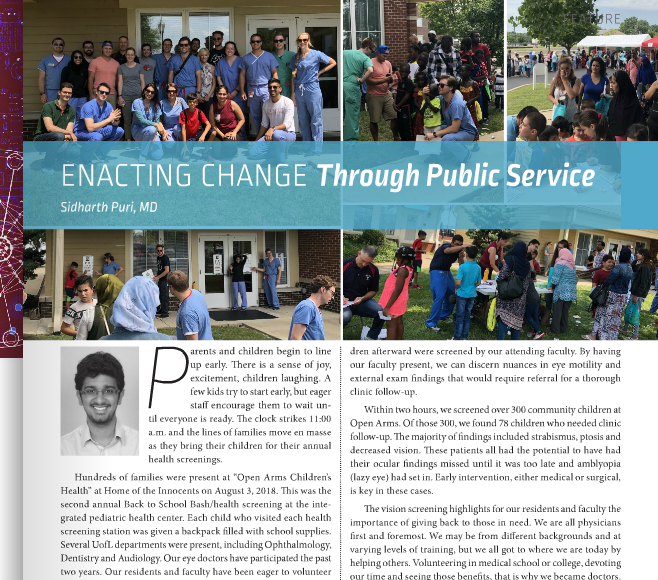 FEATURE
ENACTING CHANGE Through Public Service
Sidharth Puri, MD
Parents and children begin to line
up early. There is a sense of joy,
excitement, children laughing. A
few kids try to start early, but eager
staff encourage them to wait un-
til everyone is ready. The clock strikes 11:00
a.m. and the lines of families move en masse
as they bring their children for their annual
health screenings.
Hundreds of families were present at “Open Arms Children’s
Health” at Home of the Innocents on August 3, 2018. This was the
second annual Back to School Bash/health screening at the inte-
grated pediatric health center. Each child who visited each health
screening station was given a backpack filled with school supplies.
Several UofL departments were present, including Ophthalmology,
Dentistry and Audiology. Our eye doctors have participated the past
two years. Our residents and faculty have been eager to volunteer
dren afterward were screened by our attending faculty. By having
our faculty present, we can discern nuances in eye motility and
external exam findings that would require referral for a thorough
clinic follow-up.
Within two hours, we screened over 300 community children at
Open Arms. Of those 300, we found 78 children who needed clinic
follow-up. The majority of findings included strabismus, ptosis and
decreased vision. These patients all had the potential to have had
their ocular findings missed until it was too late and amblyopia
(lazy eye) had set in. Early intervention, either medical or surgical,
is key in these cases.
The vision screening highlights for our residents and faculty the
importance of giving back to those in need. We are all physicians
first and foremost. We may be from different backgrounds and at
varying levels of training, but we all got to where we are today by
helping others. Volunteering in medical school or college, devoting
our time and seeing those benefits, that is why we became doctors.